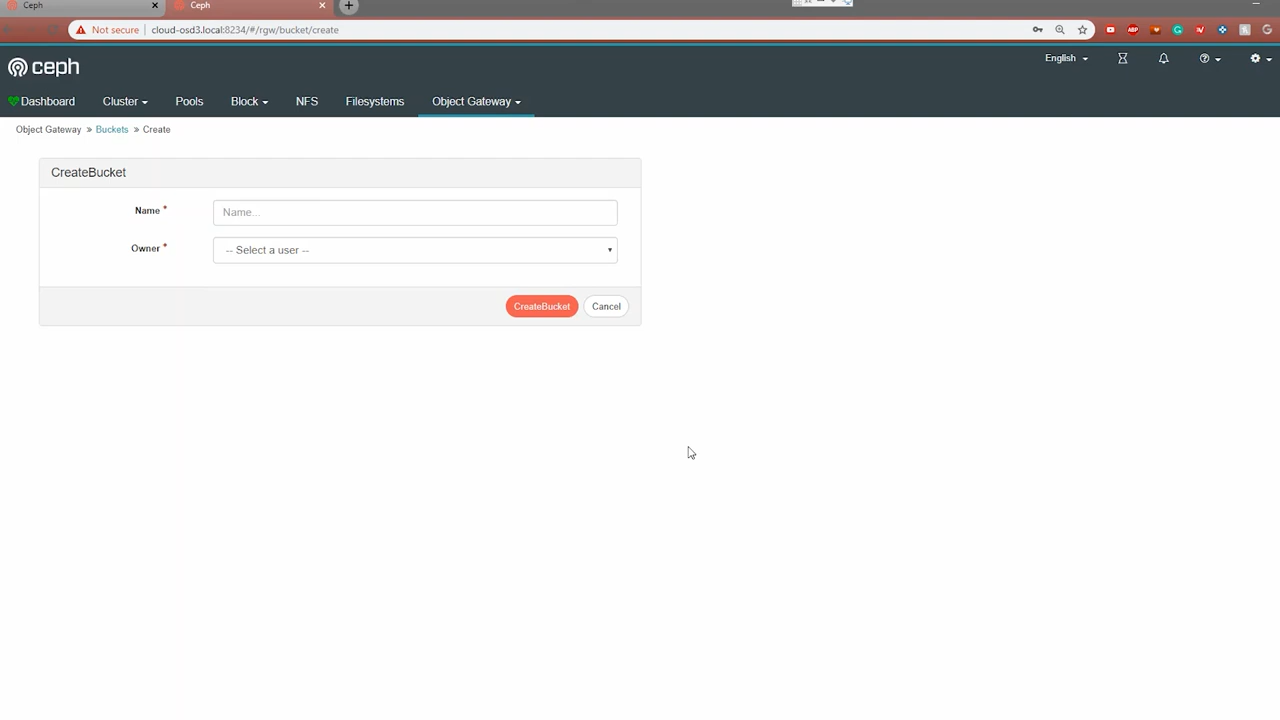 Ceph
Ceph
Not secure
cloud-osd3.local:8234/#/rgw/bucket/create
ABP
English
ceph
Dashboard
Cluster
Pools
Block
NFS
Filesystems
Object Gateway
Object Gateway » Buckets » Create
CreateBucket
Name *
Name...
Owner *
-- Select a user --
CreateBucket
Cancel